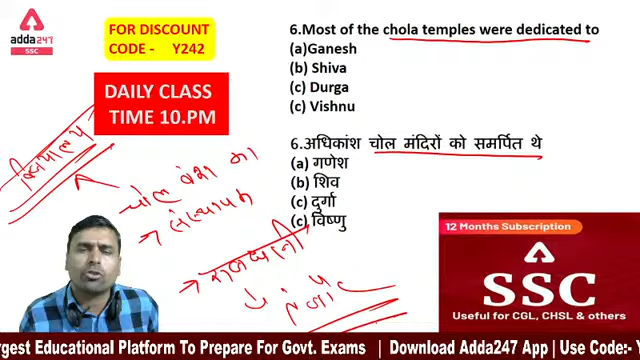 adda247
SSC
FOR DISCOUNT
CODE - Y242
DAILY CLASS
TIME 10.PM
विजयालय
चोल वंश का
→ संस्थापक
→ राजधानी
6.Most of the chola temples were dedicated to
(a)Ganesh
(b) Shiva
(c) Durga
(c) Vishnu
6.अधिकांश चोल मंदिरों को समर्पित थे
(a) गणेश
(b) शिव
(c) दुर्गा
(c) विष्णु
12 Months Subscription
SSC
Useful for CGL, CHSL & others
rgest Educational Platform To Prepare For Govt. Exams | Download Adda247 App | Use Code:- Y